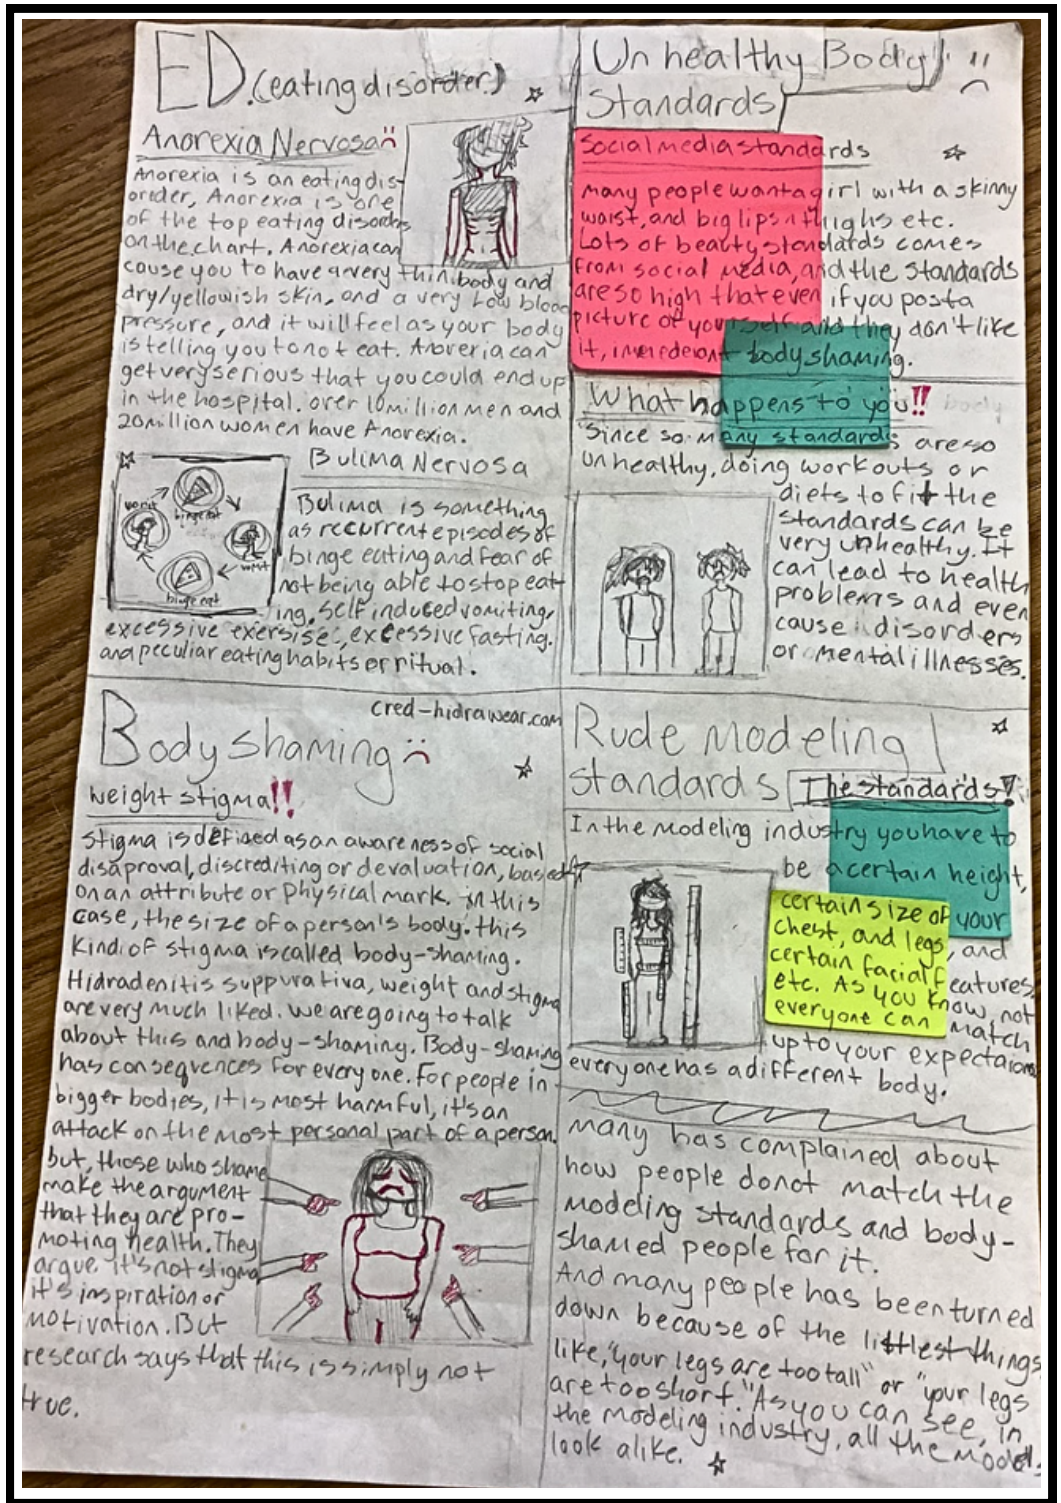 ED.(eating disorder.)
Anorexia Nervosa
Anorexia is an eating dis-
order, Anorexia is one
of the top eating disorders
on the chart. Anorexia can
cause you to have a very thin body and
dry/yellowish skin, and a very low blood
pressure, and it will feel as your body
is telling you to not eat. Anorexia can
get very serious that you could end up
in the hospital. over 10 million men and
20 million women have Anorexia.
Bulima Nervosa
binge eat
vomit
vomit
binge eat
Bulima is something
as recurrent episodes of
binge eating and fear of
not being able to stop eat-
ing, self induced vomiting,
excessive exersise, excessive fasting.
and peculiar eating habits or ritual.
Unhealthy Body
Standards
Social media standards
many people want a girl with a skinny
waist, and big lips n thighs etc.
Lots of beauty standards comes
from social media, and the standards
are so high that even if you post a
picture of yourself and they don't like
it, body shaming.
What happens to you!!
Since so many standards are so
unhealthy, doing workouts or
diets to fit the
standards can be
very unhealthy. It
can lead to health
problems and even
cause disorders
or mental illnesses.
cred-hidrawear.com
Body shaming
weight stigma!!
Stigma is defined as an awareness of social
disaproval, discrediting or devaluation, based
on an attribute or physical mark. in this
case, the size of a person's body. this
kind of stigma is called body-shaming.
Hidradenitis suppurativa, weight and stigma
are very much liked. we are going to talk
about this and body-shaming. Body-shaming
has consequences for everyone. For people in
bigger bodies, it is most harmful, it's an
attack on the most personal part of a person.
but, those who shame
make the argument
that they are pro-
moting health. They
argue it's not stigma
it's inspiration or
motivation. But
research says that this is simply not
true.
Rude modeling
standards
The standards!
In the modeling industry you have to
be a certain height,
certain size of your
chest, and legs, and
certain facial features,
etc. As you know, not
everyone can match
up to your expectaions
everyone has a different body.
many has complained about
how people do not match the
modeling standards and body-
shamed people for it.
And many people has been turned
down because of the littlest things
like, "your legs are too tall" or "your legs
are too short." As you can see, in
the modeling industry, all the models
look alike.